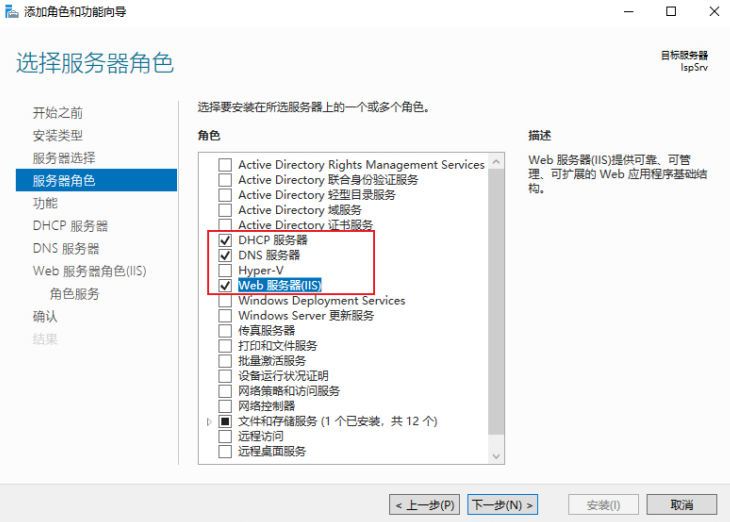 添加角色和功能向导
选择服务器角色
目标服务器
IspSrv
开始之前
安装类型
服务器选择
服务器角色
功能
DHCP 服务器
DNS 服务器
Web 服务器角色(IIS)
角色服务
确认
结果
选择要安装在所选服务器上的一个或多个角色。
角色
Active Directory Rights Management Services
Active Directory 联合身份验证服务
Active Directory 轻型目录服务
Active Directory 域服务
Active Directory 证书服务
DHCP 服务器
DNS 服务器
Hyper-V
Web 服务器(IIS)
Windows Deployment Services
Windows Server 更新服务
传真服务器
打印和文件服务
批量激活服务
设备运行状况证明
网络策略和访问服务
网络控制器
文件和存储服务 (1 个已安装，共 12 个)
远程访问
远程桌面服务
描述
Web 服务器(IIS)提供可靠、可管
理、可扩展的 Web 应用程序基础结
构。
< 上一步(P)
下一步(N) >
安装(I)
取消